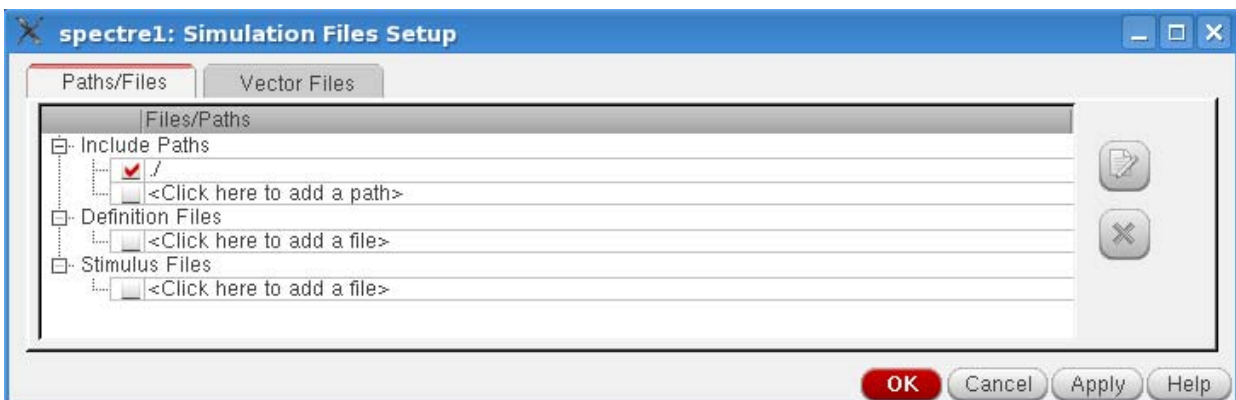 spectre1: Simulation Files Setup
Paths/Files Vector Files
Files/Paths
Include Paths
./
<Click here to add a path>
Definition Files
<Click here to add a file>
Stimulus Files
<Click here to add a file>
OK Cancel Apply Help